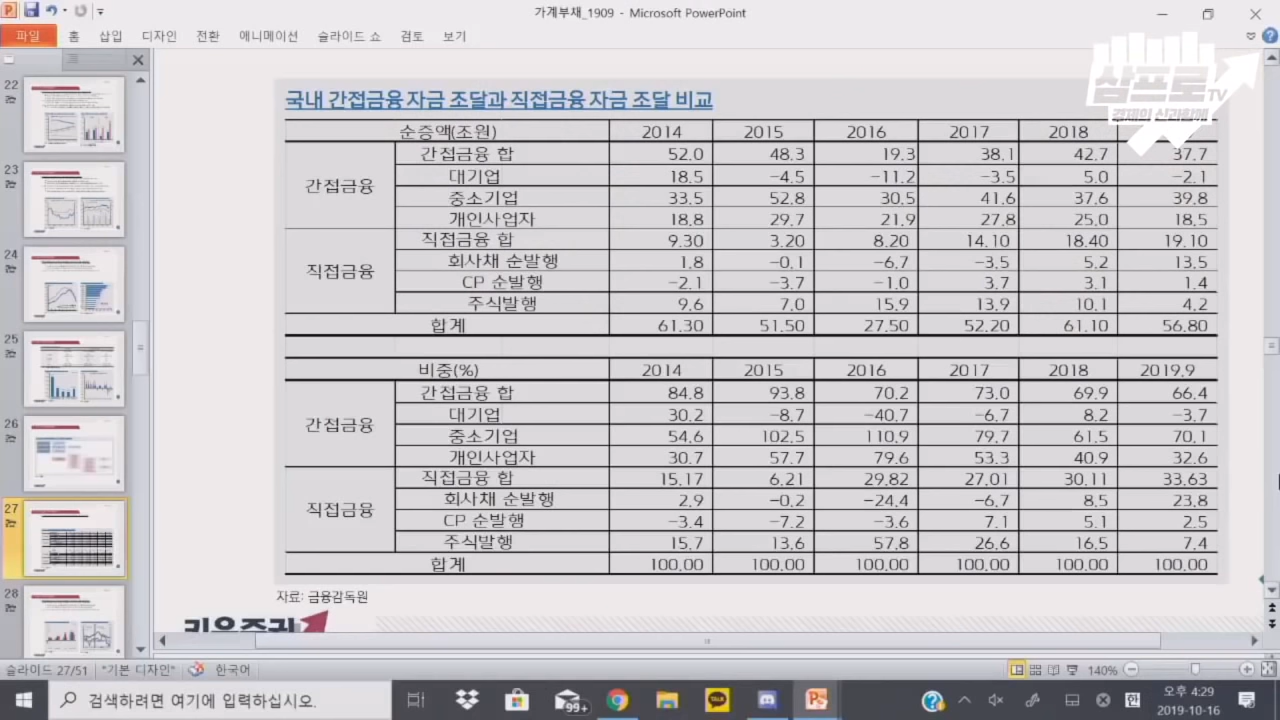 가계부채_1909 - Microsoft PowerPoint
파일 홈 삽입 디자인 전환 애니메이션 슬라이드 쇼 검토 보기
삼프로TV
경제의 신과함께
국내 간접금융 자금 조달과 직접금융 자금 조달 비교
순증액(조원) 2014 2015 2016 2017 2018
간접금융
간접금융 합 52.0 48.3 19.3 38.1 42.7 37.7
대기업 18.5 -4.5 -11.2 -3.5 5.0 -2.1
중소기업 33.5 52.8 30.5 41.6 37.6 39.8
개인사업자 18.8 29.7 21.9 27.8 25.0 18.5
직접금융
직접금융 합 9.30 3.20 8.20 14.10 18.40 19.10
회사채 순발행 1.8 -0.1 -6.7 -3.5 5.2 13.5
CP 순발행 -2.1 -3.7 -1.0 3.7 3.1 1.4
주식발행 9.6 7.0 15.9 13.9 10.1 4.2
합계 61.30 51.50 27.50 52.20 61.10 56.80
비중(%) 2014 2015 2016 2017 2018 2019.9
간접금융
간접금융 합 84.8 93.8 70.2 73.0 69.9 66.4
대기업 30.2 -8.7 -40.7 -6.7 8.2 -3.7
중소기업 54.6 102.5 110.9 79.7 61.5 70.1
개인사업자 30.7 57.7 79.6 53.3 40.9 32.6
직접금융
직접금융 합 15.17 6.21 29.82 27.01 30.11 33.63
회사채 순발행 2.9 -0.2 -24.4 -6.7 8.5 23.8
CP 순발행 -3.4 -7.2 -3.6 7.1 5.1 2.5
주식발행 15.7 13.6 57.8 26.6 16.5 7.4
합계 100.00 100.00 100.00 100.00 100.00 100.00
자료: 금융감독원
키움증권
22
23
24
25
26
27
28
슬라이드 27/51 "기본 디자인" 한국어 140%
검색하려면 여기에 입력하십시오.
99+
TALK
한
오후 4:29
2019-10-16